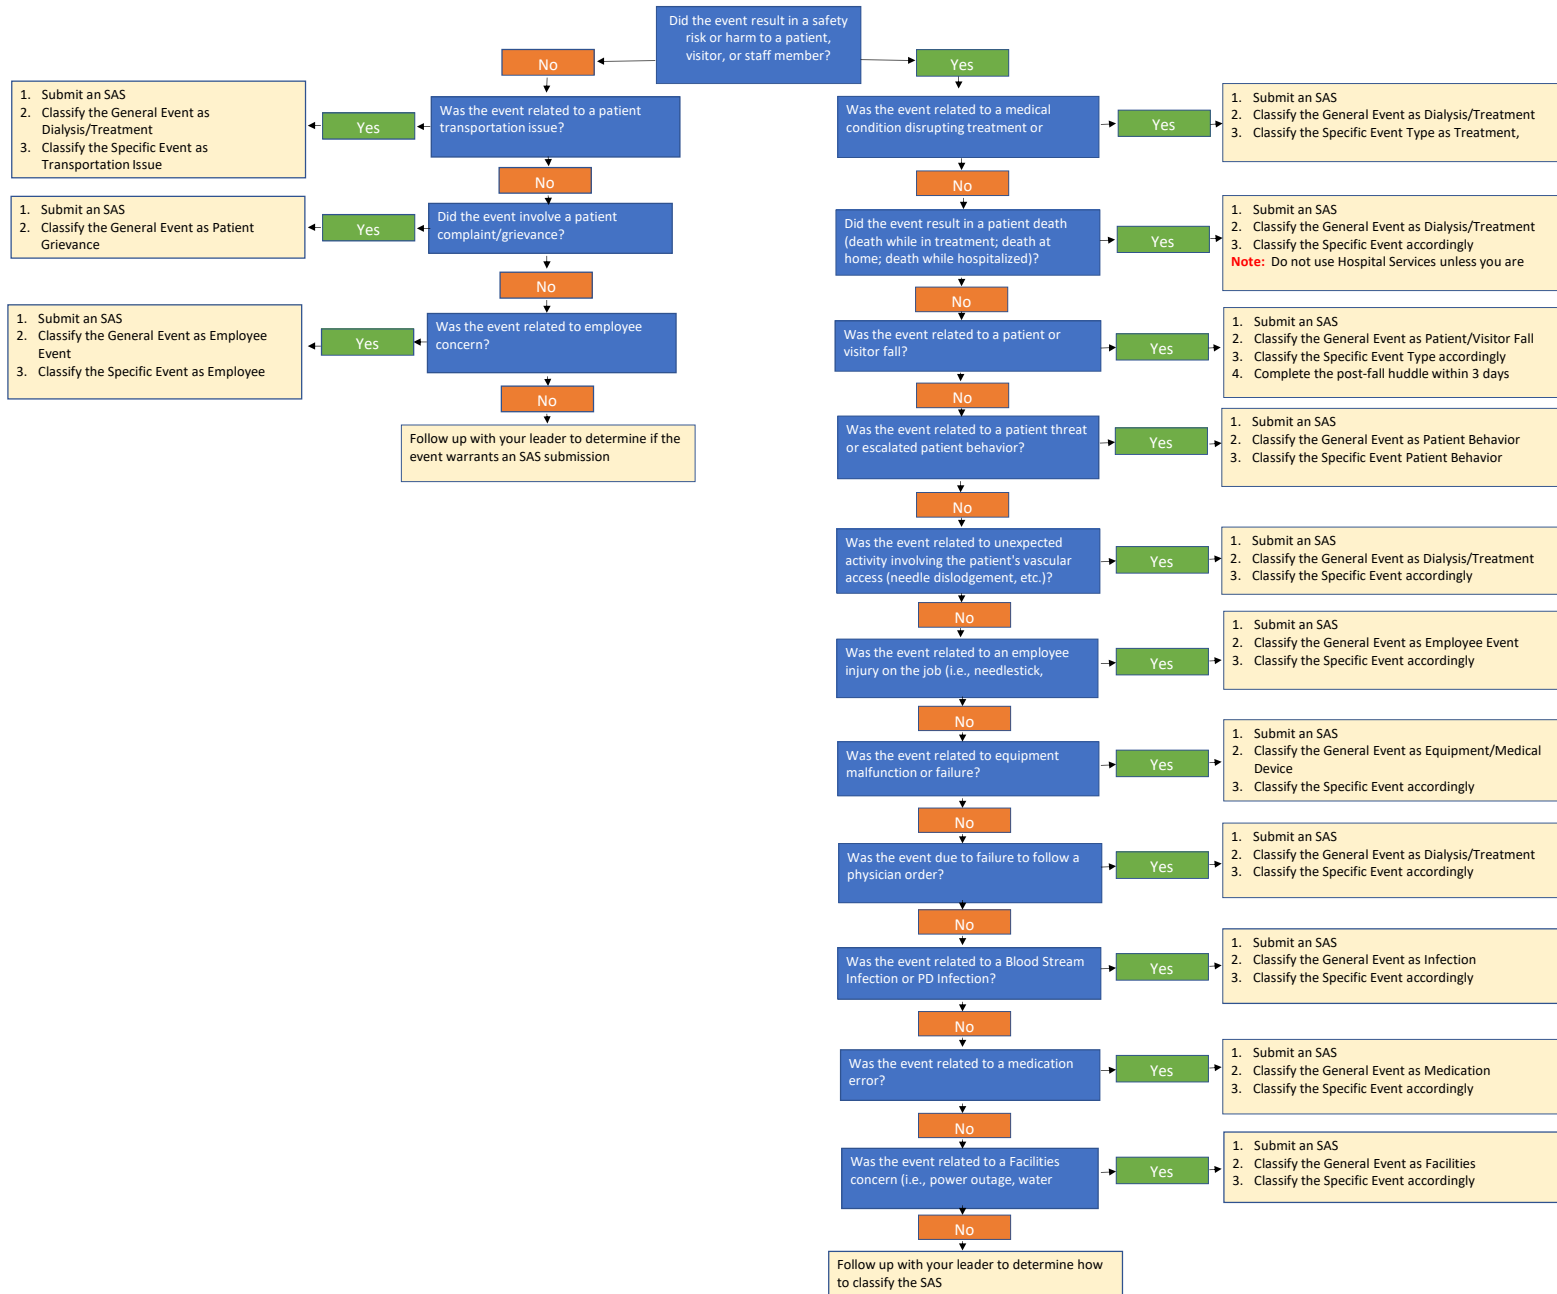 Did the event result in a safety
risk or harm to a patient,
visitor, or staff member?
No
Yes
1. Submit an SAS
2. Classify the General Event as
Dialysis/Treatment
3. Classify the Specific Event as
Transportation Issue
Yes
Was the event related to a patient
transportation issue?
No
1. Submit an SAS
2. Classify the General Event as Patient
Grievance
Yes
Did the event involve a patient
complaint/grievance?
No
1. Submit an SAS
2. Classify the General Event as Employee
Event
3. Classify the Specific Event as Employee
Yes
Was the event related to employee
concern?
No
Follow up with your leader to determine if the
event warrants an SAS submission
Was the event related to a medical
condition disrupting treatment or
Yes
1. Submit an SAS
2. Classify the General Event as Dialysis/Treatment
3. Classify the Specific Event Type as Treatment,
No
Did the event result in a patient death
(death while in treatment; death at
home; death while hospitalized)?
Yes
1. Submit an SAS
2. Classify the General Event as Dialysis/Treatment
3. Classify the Specific Event accordingly
Note: Do not use Hospital Services unless you are
No
Was the event related to a patient or
visitor fall?
Yes
1. Submit an SAS
2. Classify the General Event as Patient/Visitor Fall
3. Classify the Specific Event Type accordingly
4. Complete the post-fall huddle within 3 days
No
Was the event related to a patient threat
or escalated patient behavior?
Yes
1. Submit an SAS
2. Classify the General Event as Patient Behavior
3. Classify the Specific Event Patient Behavior
No
Was the event related to unexpected
activity involving the patient's vascular
access (needle dislodgement, etc.)?
Yes
1. Submit an SAS
2. Classify the General Event as Dialysis/Treatment
3. Classify the Specific Event accordingly
No
Was the event related to an employee
injury on the job (i.e., needlestick,
Yes
1. Submit an SAS
2. Classify the General Event as Employee Event
3. Classify the Specific Event accordingly
No
Was the event related to equipment
malfunction or failure?
Yes
1. Submit an SAS
2. Classify the General Event as Equipment/Medical
Device
3. Classify the Specific Event accordingly
No
Was the event due to failure to follow a
physician order?
Yes
1. Submit an SAS
2. Classify the General Event as Dialysis/Treatment
3. Classify the Specific Event accordingly
No
Was the event related to a Blood Stream
Infection or PD Infection?
Yes
1. Submit an SAS
2. Classify the General Event as Infection
3. Classify the Specific Event accordingly
No
Was the event related to a medication
error?
Yes
1. Submit an SAS
2. Classify the General Event as Medication
3. Classify the Specific Event accordingly
No
Was the event related to a Facilities
concern (i.e., power outage, water
Yes
1. Submit an SAS
2. Classify the General Event as Facilities
3. Classify the Specific Event accordingly
No
Follow up with your leader to determine how
to classify the SAS